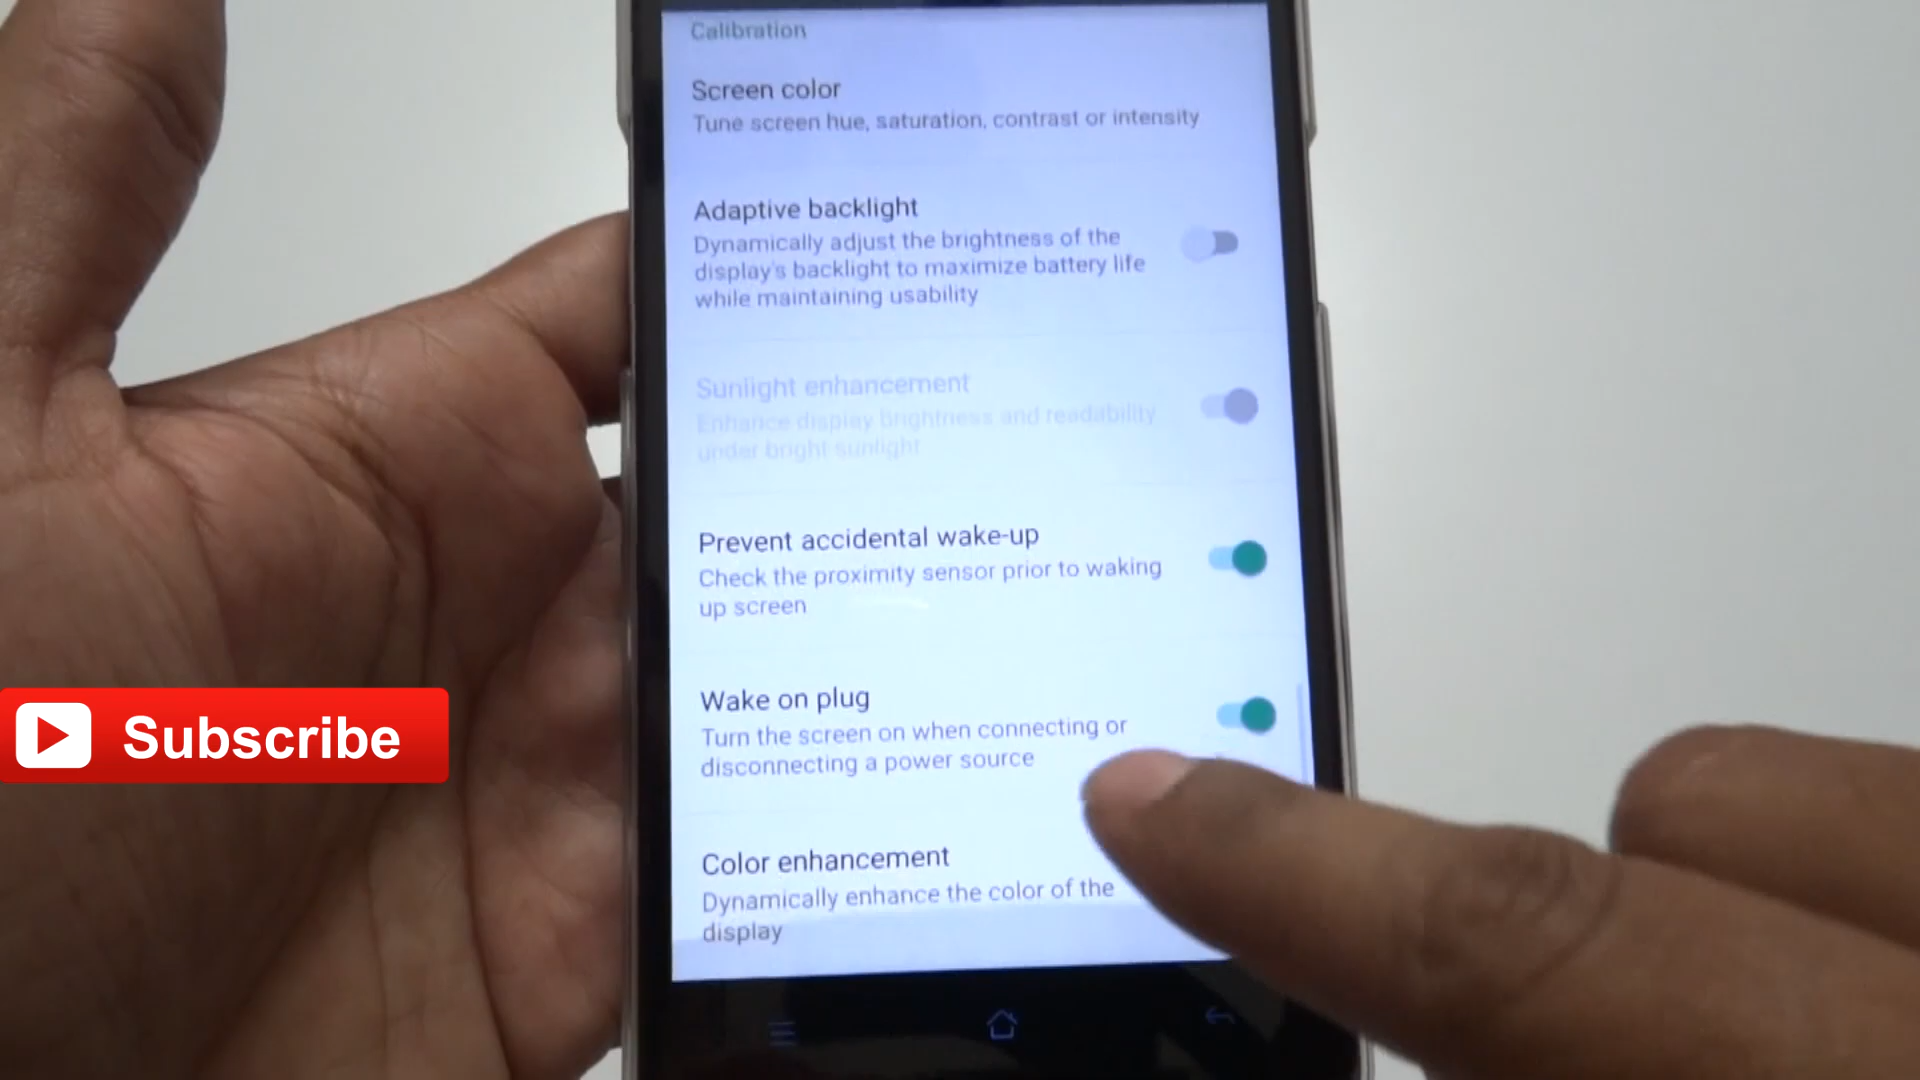 Calibration
Screen color
Tune screen hue, saturation, contrast or intensity
Adaptive backlight
Dynamically adjust the brightness of the
display's backlight to maximize battery life
while maintaining usability
Sunlight enhancement
Enhance display brightness and readability
under bright sunlight
Prevent accidental wake-up
Check the proximity sensor prior to waking
up screen
Wake on plug
Turn the screen on when connecting or
disconnecting a power source
Color enhancement
Dynamically enhance the color of the
display
Subscribe